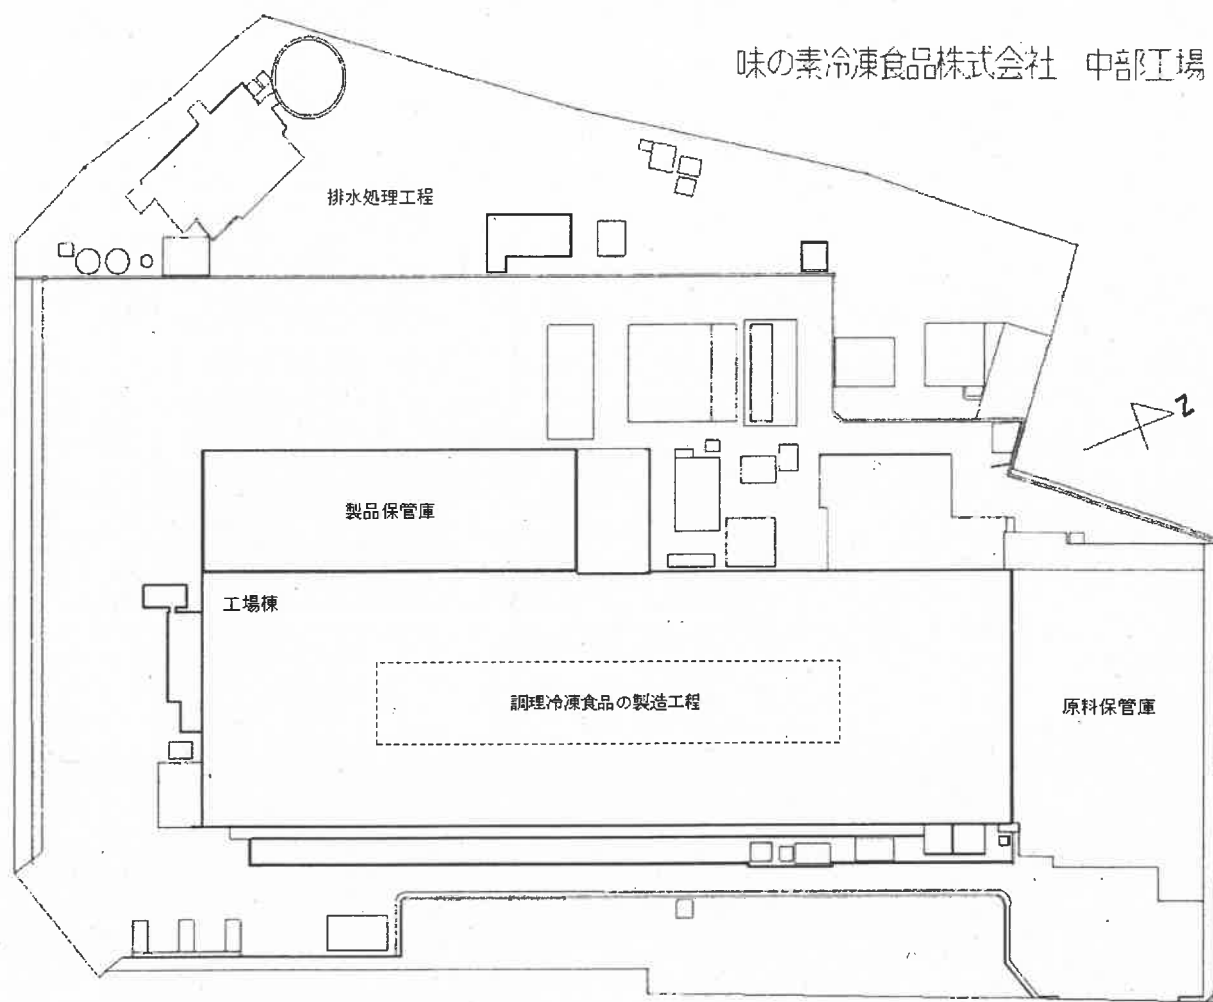 味の素冷凍食品株式会社　中部工場
排水処理工程
製品保管庫
工場棟
調理冷凍食品の製造工程
原料保管庫